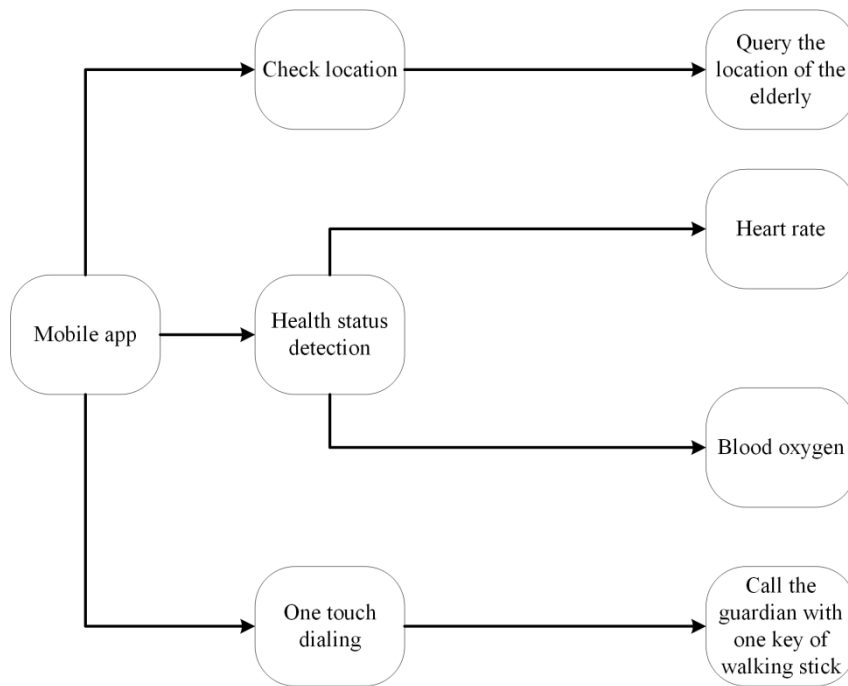 Check location
Query the
location of the
elderly
Heart rate
Mobile app
Health status
detection
Blood oxygen
One touch
dialing
Call the
guardian with
one key of
walking stick